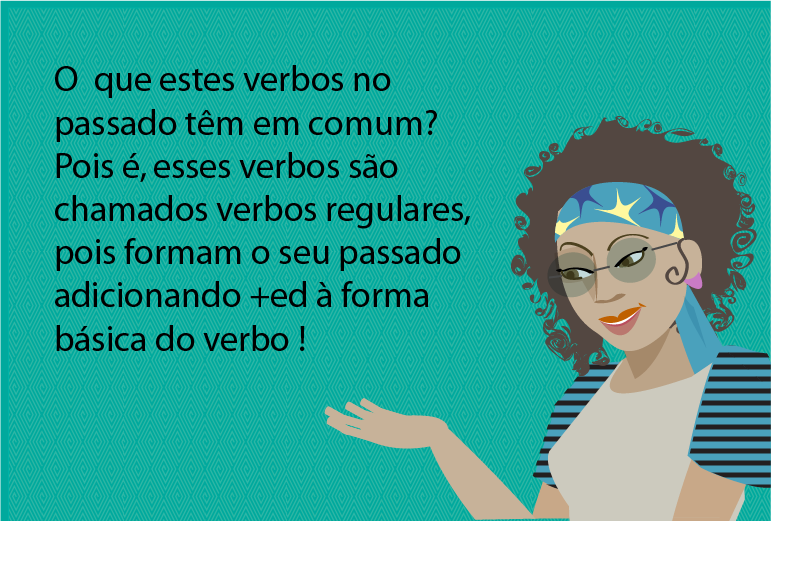 O que estes verbos no
passado têm em comum?
Pois é, esses verbos são
chamados verbos regulares,
pois formam o seu passado
adicionando +ed à forma
básica do verbo !